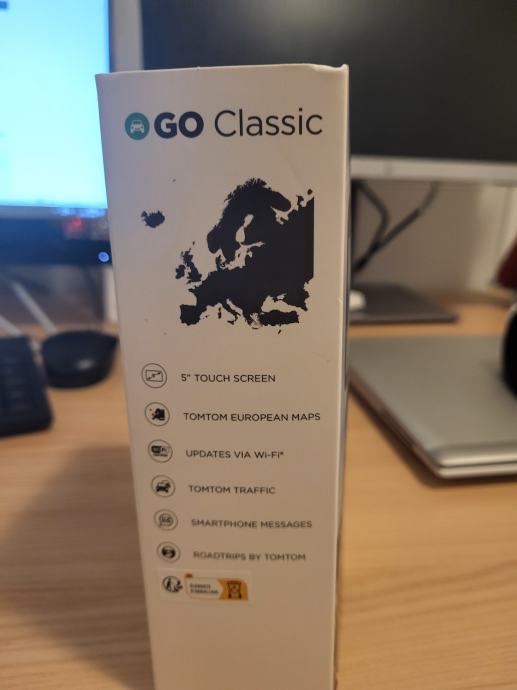 GO Classic
5" TOUCH SCREEN
TOMTOM EUROPEAN MAPS
UPDATES VIA Wi-Fi®
TOMTOM TRAFFIC
SMARTPHONE MESSAGES
ROADTRIPS BY TOMTOM